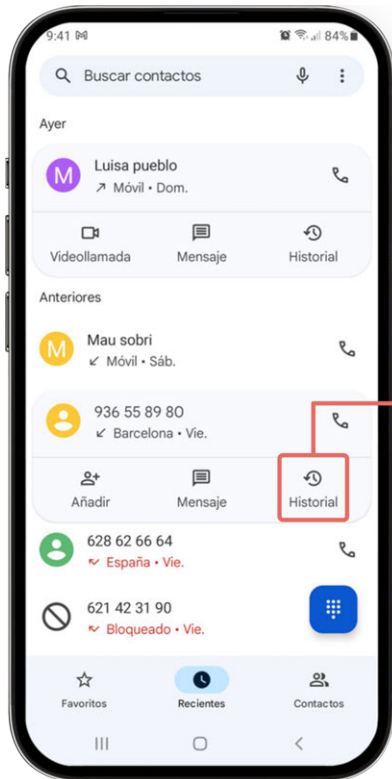 9:41
84%
Buscar contactos
Ayer
M
Luisa pueblo
Móvil • Dom.
Videollamada
Mensaje
Historial
Anteriores
M
Mau sobri
Móvil • Sáb.
936 55 89 80
Barcelona • Vie.
Añadir
Mensaje
Historial
628 62 66 64
España • Vie.
621 42 31 90
Bloqueado • Vie.
Favoritos
Recientes
Contactos